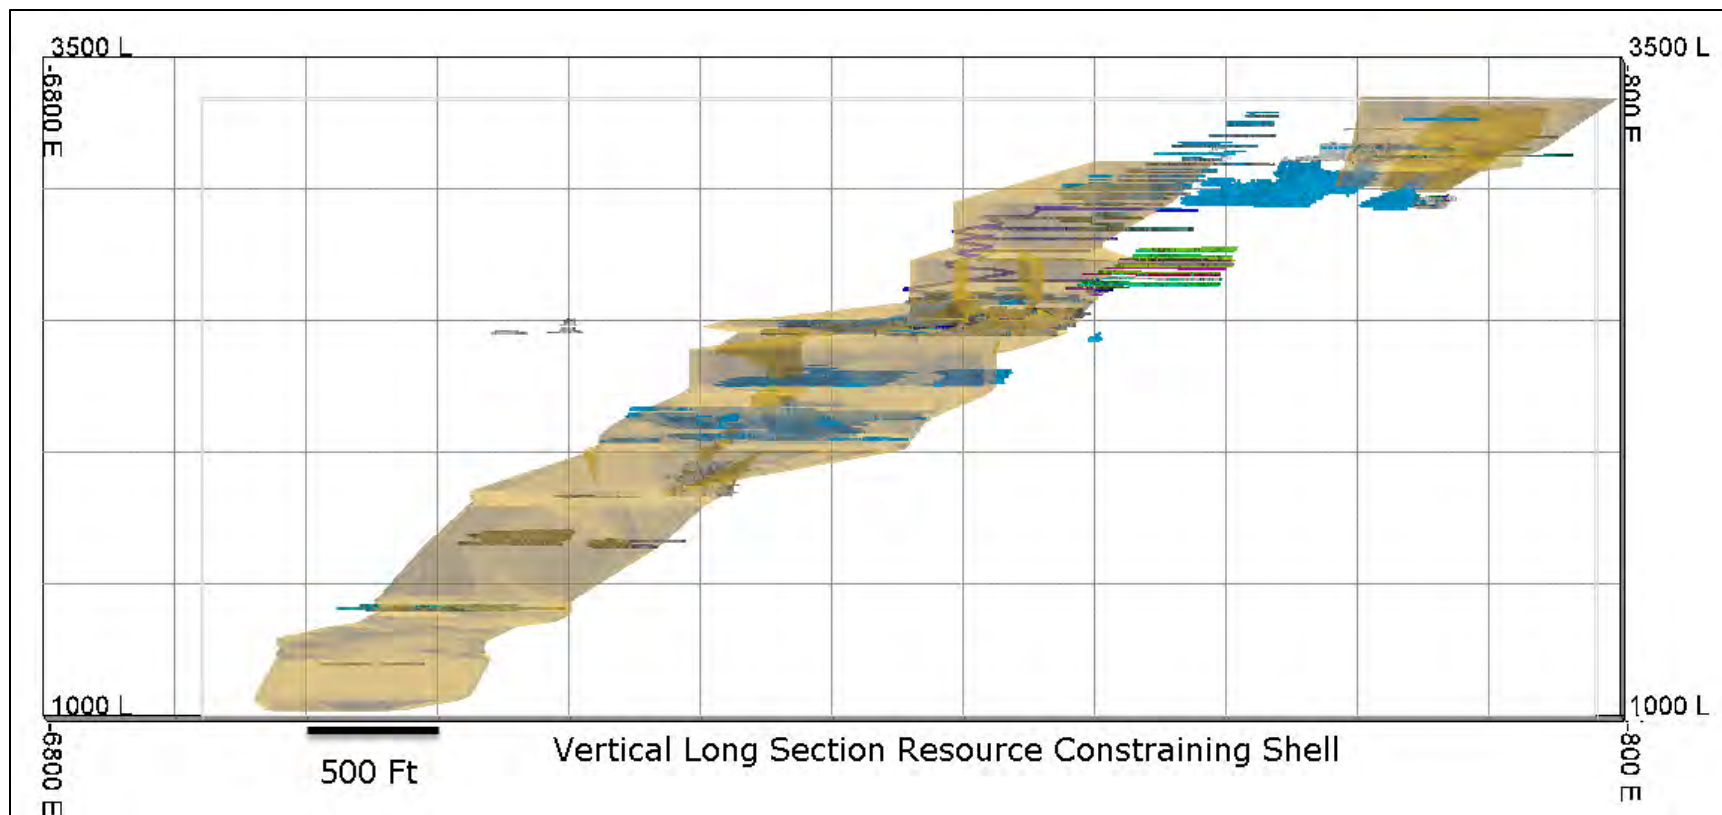 3500 L
3500 L
-6800 E
-800 E
1000 L
1000 L
-6800 E
-800 E
500 Ft
Vertical Long Section Resource Constraining Shell